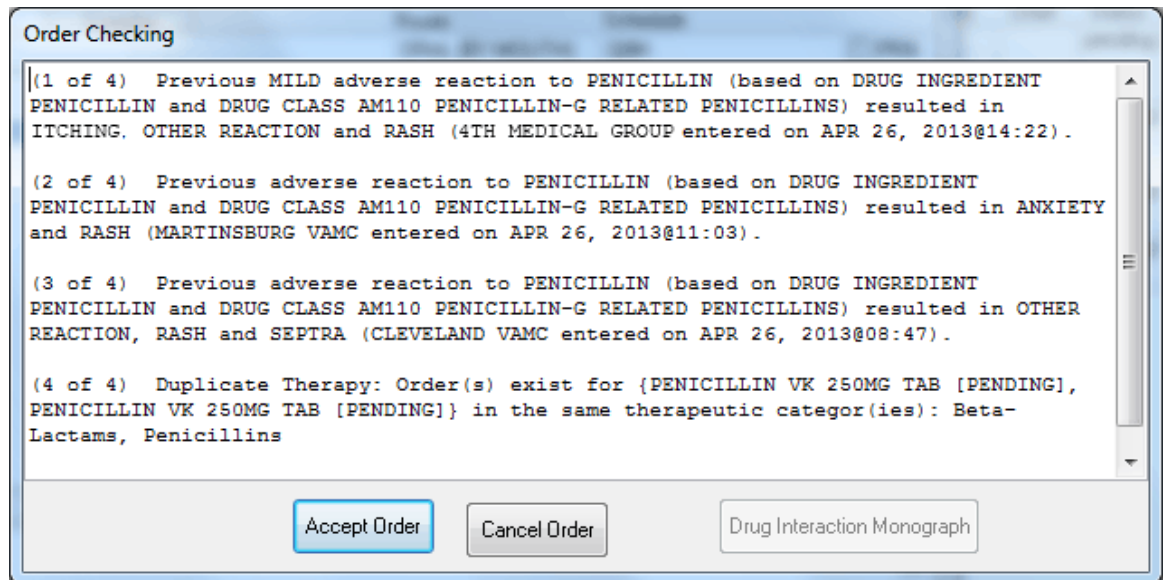 Order Checking
(1 of 4)  Previous MILD adverse reaction to PENICILLIN (based on DRUG INGREDIENT
PENICILLIN and DRUG CLASS AM110 PENICILLIN-G RELATED PENICILLINS) resulted in
ITCHING. OTHER REACTION and RASH (4TH MEDICAL GROUP entered on APR 26, 2013@14:22).
(2 of 4)  Previous adverse reaction to PENICILLIN (based on DRUG INGREDIENT
PENICILLIN and DRUG CLASS AM110 PENICILLIN-G RELATED PENICILLINS) resulted in ANXIETY
and RASH (MARTINSBURG VAMC entered on APR 26, 2013@11:03).
(3 of 4)  Previous adverse reaction to PENICILLIN (based on DRUG INGREDIENT
PENICILLIN and DRUG CLASS AM110 PENICILLIN-G RELATED PENICILLINS) resulted in OTHER
REACTION, RASH and SEPTRA (CLEVELAND VAMC entered on APR 26, 2013@08:47).
(4 of 4)  Duplicate Therapy: Order(s) exist for {PENICILLIN VK 250MG TAB [PENDING],
PENICILLIN VK 250MG TAB [PENDING]} in the same therapeutic categor(ies): Beta-
Lactams, Penicillins
Accept Order
Cancel Order
Drug Interaction Monograph